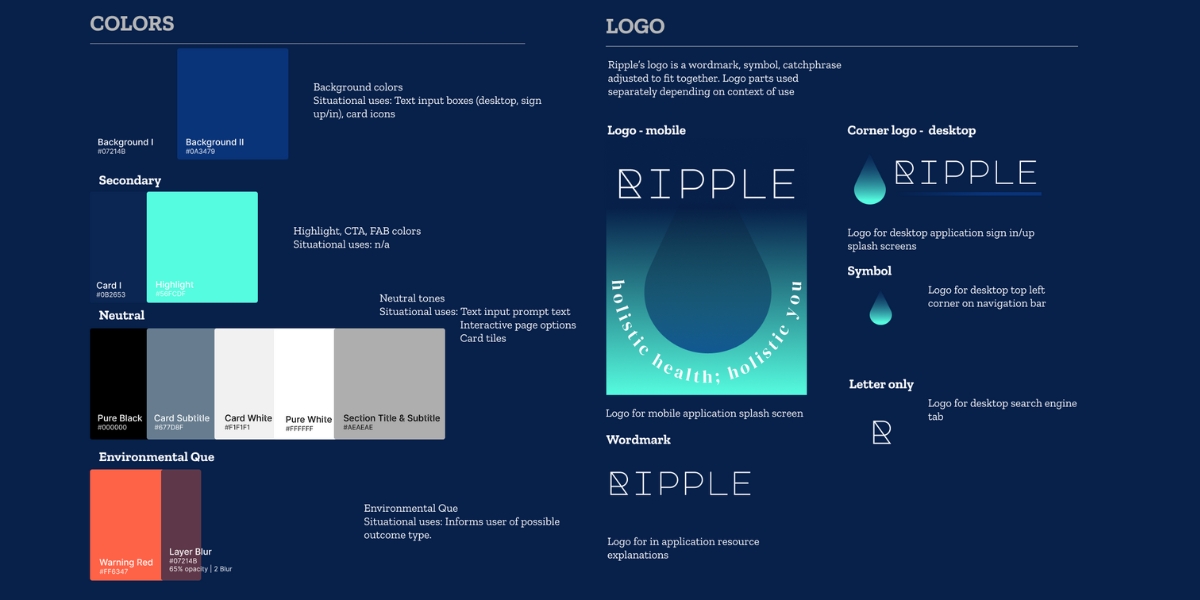 COLORS
Background I
#07214B
Background II
#0A3479
Background colors
Situational uses: Text input boxes (desktop, sign
up/in), card icons
Secondary
Card I
#0B2653
Highlight
Highlight, CTA, FAB colors
Situational uses: n/a
Neutral tones
Situational uses: Text input prompt text
Interactive page options
Card tiles
Neutral
Pure Black
#000000
Card Subtitle
#677D8F
Card White
#F1F1F1
Pure White
#FFFFFF
Section Title & Subtitle
#AEAEAE
Environmental Que
Warning Red
#FF6347
Layer Blur
#07214B
65% opacity | 2 Blur
Environmental Que
Situational uses: Informs user of possible
outcome type.
LOGO
Ripple's logo is a wordmark, symbol, catchphrase
adjusted to fit together. Logo parts used
separately depending on context of use
Logo - mobile
RIPPLE
holistic health; holistic you
Logo for mobile application splash screen
Wordmark
RIPPLE
Logo for in application resource
explanations
Corner logo - desktop
RIPPLE
Logo for desktop application sign in/up
splash screens
Symbol
Logo for desktop top left
corner on navigation bar
Letter only
R
Logo for desktop search engine
tab